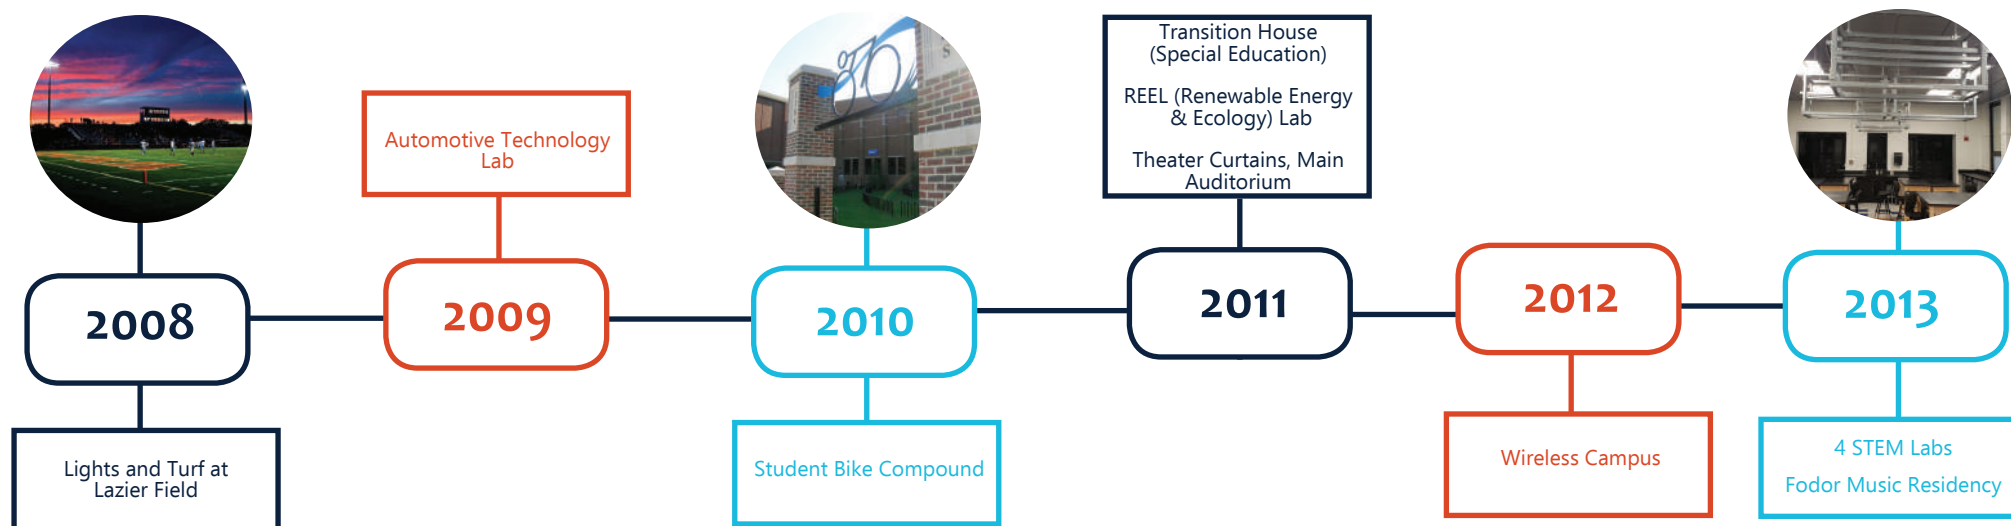 2008
Lights and Turf at
Lazier Field
2009
Automotive Technology
Lab
2010
Student Bike Compound
2011
Transition House
(Special Education)
REEL (Renewable Energy
& Ecology) Lab
Theater Curtains, Main
Auditorium
2012
Wireless Campus
2013
4 STEM Labs
Fodor Music Residency